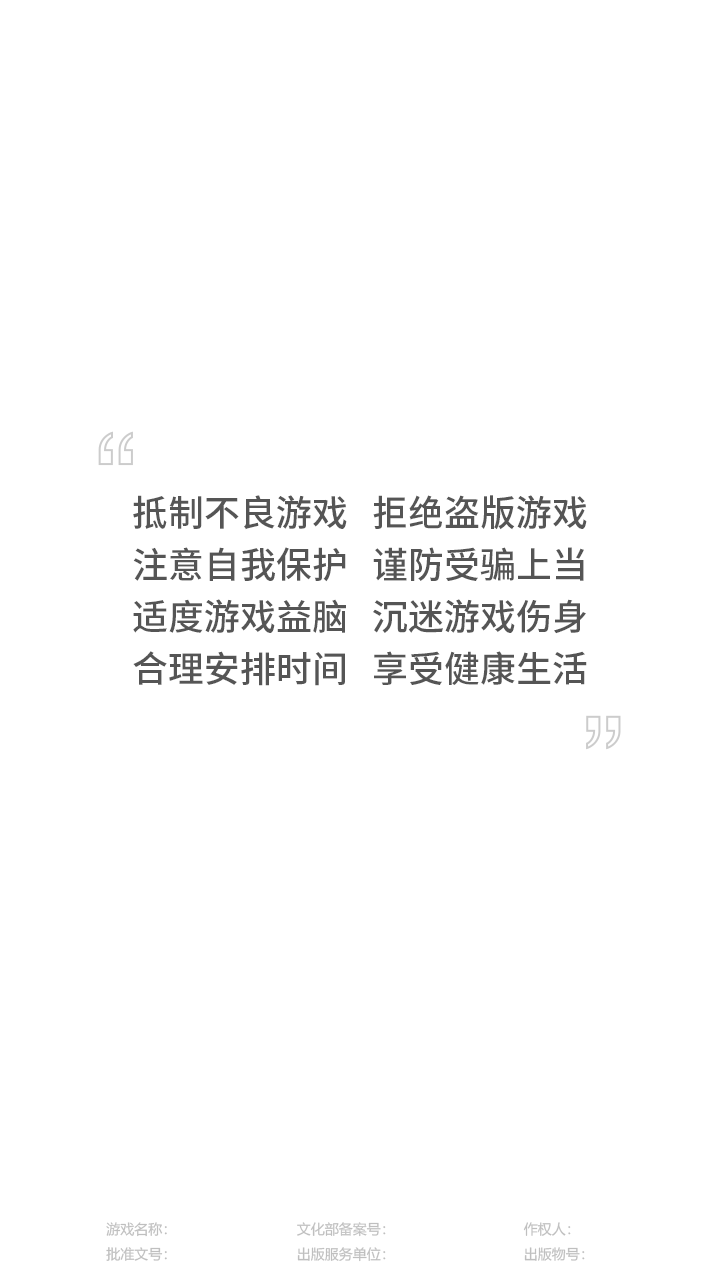 “
抵制不良游戏 拒绝盗版游戏
注意自我保护 谨防受骗上当
适度游戏益脑 沉迷游戏伤身
合理安排时间 享受健康生活
”
游戏名称： 文化部备案号： 作权人：
批准文号： 出版服务单位： 出版物号：